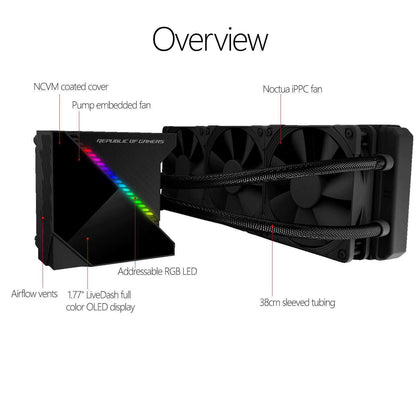 Overview
NCVM coated cover
Pump embedded fan
Noctua iPPC fan
REPUBLIC OF GAMERS
Addressable RGB LED
Airflow vents
1.77" LiveDash full
color OLED display
38cm sleeved tubing